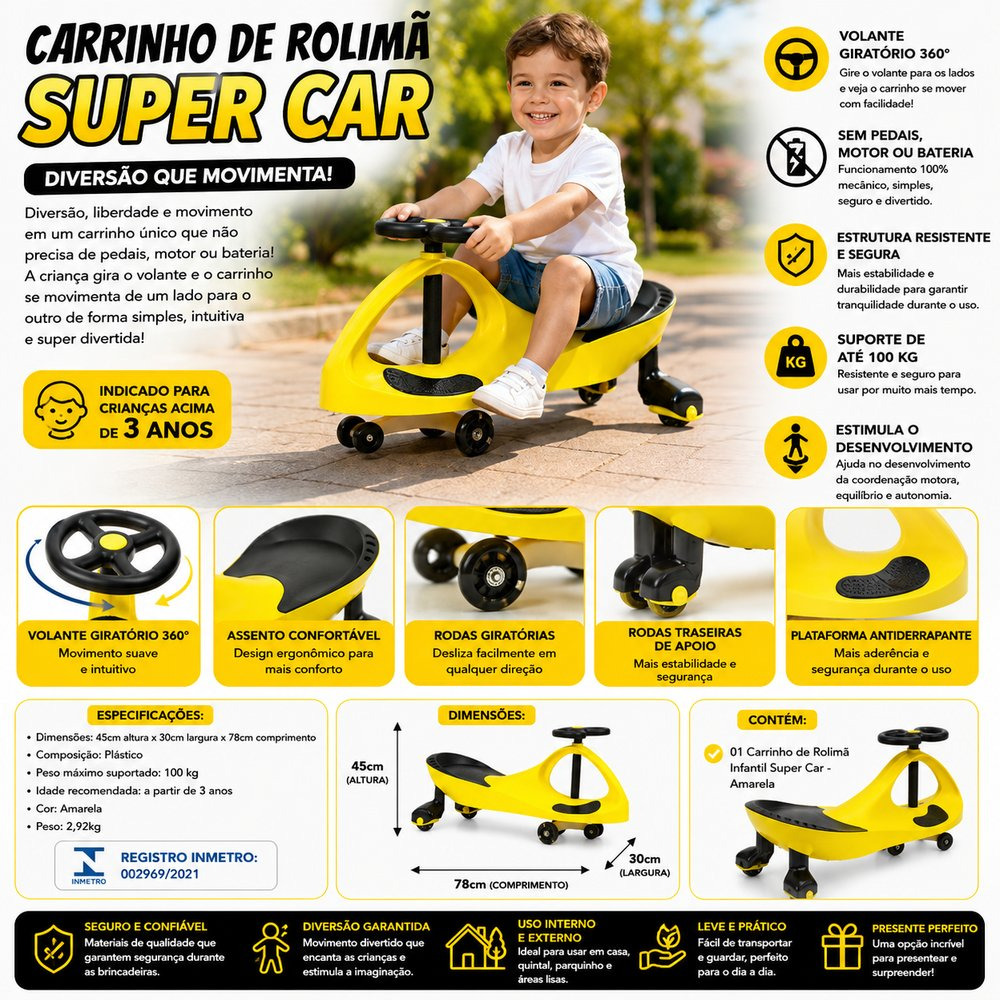 CARRINHO DE ROLIMÃ
SUPER CAR
DIVERSÃO QUE MOVIMENTA!
Diversão, liberdade e movimento
em um carrinho único que não
precisa de pedais, motor ou bateria!
A criança gira o volante e o carrinho
se movimenta de um lado para o
outro de forma simples, intuitiva
e super divertida!
INDICADO PARA
CRIANÇAS ACIMA
DE 3 ANOS
VOLANTE
GIRATÓRIO 360°
Gire o volante para os lados
e veja o carrinho se mover
com facilidade!
SEM PEDAIS,
MOTOR OU BATERIA
Funcionamento 100%
mecânico, simples,
seguro e divertido.
ESTRUTURA RESISTENTE
E SEGURA
Mais estabilidade e
durabilidade para garantir
tranquilidade durante o uso.
KG
SUPORTE DE
ATÉ 100 KG
Resistente e seguro para
usar por muito mais tempo.
ESTIMULA O
DESENVOLVIMENTO
Ajuda no desenvolvimento
da coordenação motora,
equilíbrio e autonomia.
VOLANTE GIRATÓRIO 360°
Movimento suave
e intuitivo
ASSENTO CONFORTÁVEL
Design ergonômico para
mais conforto
RODAS GIRATÓRIAS
Desliza facilmente em
qualquer direção
RODAS TRASEIRAS
DE APOIO
Mais estabilidade e
segurança
PLATAFORMA ANTIDERRAPANTE
Mais aderência e
segurança durante o uso
ESPECIFICAÇÕES:
• Dimensões: 45cm altura x 30cm largura x 78cm comprimento
• Composição: Plástico
• Peso máximo suportado: 100 kg
• Idade recomendada: a partir de 3 anos
• Cor: Amarela
• Peso: 2,92kg
INMETRO
REGISTRO INMETRO:
002969/2021
DIMENSÕES:
45cm
(ALTURA)
78cm (COMPRIMENTO)
30cm
(LARGURA)
CONTÉM:
01 Carrinho de Rolimã
Infantil Super Car -
Amarela
SEGURO E CONFIÁVEL
Materiais de qualidade que
garantem segurança durante
as brincadeiras.
DIVERSÃO GARANTIDA
Movimento divertido que
encanta as crianças e
estimula a imaginação.
USO INTERNO
E EXTERNO
Ideal para usar em casa,
quintal, parquinho e
áreas lisas.
LEVE E PRÁTICO
Fácil de transportar
e guardar, perfeito
para o dia a dia.
PRESENTE PERFEITO
Uma opção incrível
para presentear e
surpreender!